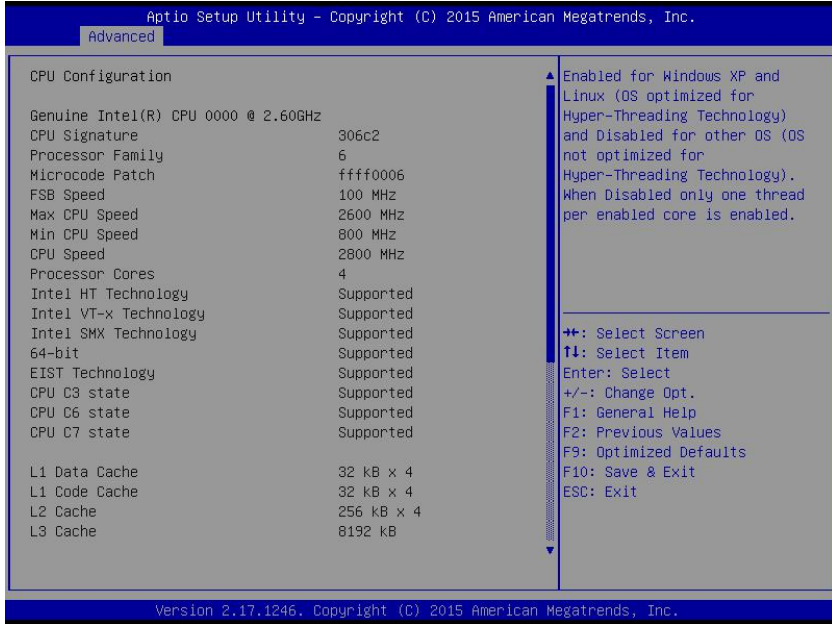 Aptio Setup Utility – Copyright (C) 2015 American Megatrends, Inc.
Advanced
CPU Configuration
Genuine Intel(R) CPU 0000 @ 2.60GHz
CPU Signature 306c2
Processor Family 6
Microcode Patch ffff0006
FSB Speed 100 MHz
Max CPU Speed 2600 MHz
Min CPU Speed 800 MHz
CPU Speed 2800 MHz
Processor Cores 4
Intel HT Technology Supported
Intel VT-x Technology Supported
Intel SMX Technology Supported
64-bit Supported
EIST Technology Supported
CPU C3 state Supported
CPU C6 state Supported
CPU C7 state Supported
L1 Data Cache 32 kB x 4
L1 Code Cache 32 kB x 4
L2 Cache 256 kB x 4
L3 Cache 8192 kB
Enabled for Windows XP and
Linux (OS optimized for
Hyper-Threading Technology)
and Disabled for other OS (OS
not optimized for
Hyper-Threading Technology).
When Disabled only one thread
per enabled core is enabled.
→←: Select Screen
↑↓: Select Item
Enter: Select
+/-: Change Opt.
F1: General Help
F2: Previous Values
F9: Optimized Defaults
F10: Save & Exit
ESC: Exit
Version 2.17.1246. Copyright (C) 2015 American Megatrends, Inc.